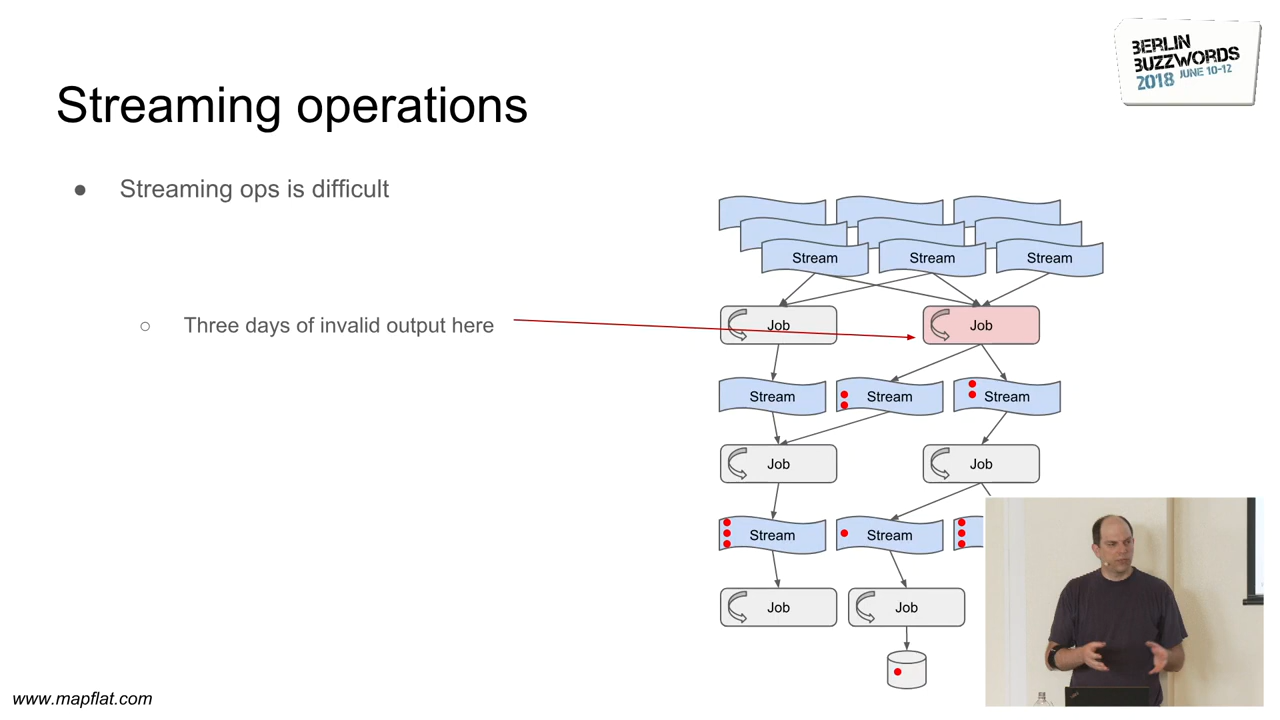 BERLIN
BUZZWORDS
2018 JUNE 10-12
Streaming operations
● Streaming ops is difficult
○ Three days of invalid output here
Stream
Stream
Stream
Job
Job
Stream
Stream
Stream
Job
Job
Stream
Stream
Job
Job
www.mapflat.com